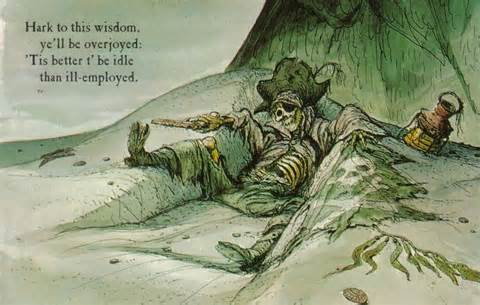 Hark to this wisdom,
ye'll be overjoyed:
'Tis better t' be idle
than ill-employed.